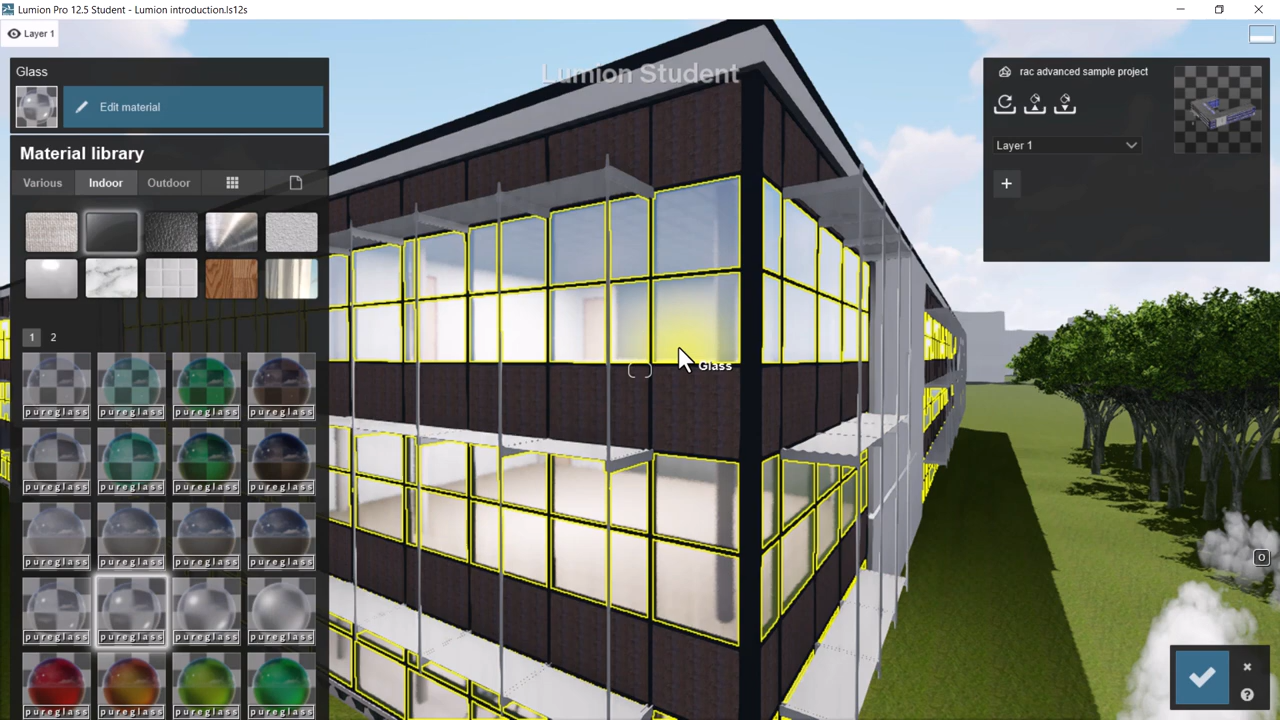 Lumion Pro 12.5 Student - Lumion introduction.ls12s
Layer 1
Glass
Edit material
Material library
Various Indoor Outdoor
1 2
pureglass pureglass pureglass pureglass
pureglass pureglass pureglass pureglass
pureglass pureglass pureglass pureglass
pureglass pureglass pureglass pureglass
pureglass pureglass pureglass pureglass
Lumion Student
Glass
rac advanced sample project
Layer 1
+
O
?